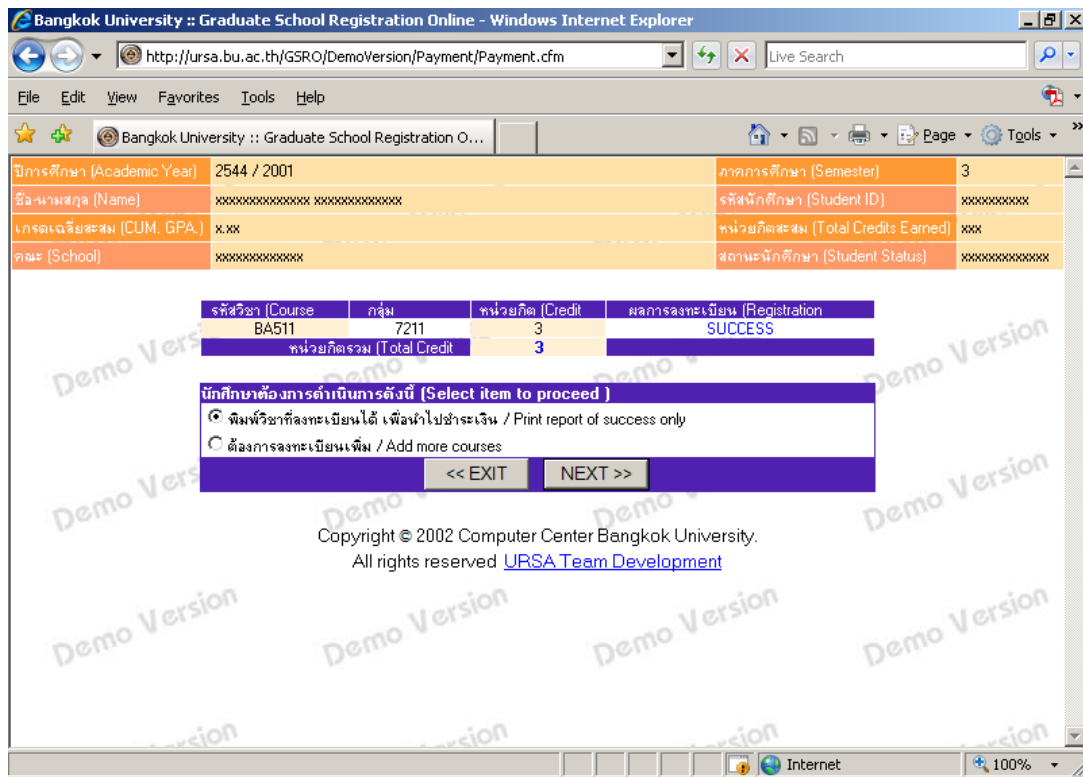 Bangkok University :: Graduate School Registration Online - Windows Internet Explorer
http://ursa.bu.ac.th/GSRO/DemoVersion/Payment/Payment.cfm Live Search
File Edit View Favorites Tools Help
Bangkok University :: Graduate School Registration O... Page Tools
ปีการศึกษา (Academic Year) 2544 / 2001 ภาคการศึกษา (Semester) 3
ชื่อ-นามสกุล (Name) xxxxxxxxxxxxxx xxxxxxxxxxxxx รหัสนักศึกษา (Student ID) xxxxxxxxxx
เกรดเฉลี่ยสะสม (CUM. GPA.) x.xx หน่วยกิตสะสม (Total Credits Earned) xxx
คณะ (School) xxxxxxxxxxxxx สถานะนักศึกษา (Student Status) xxxxxxxxxxxxx
รหัสวิชา (Course กลุ่ม หน่วยกิต (Credit ผลการลงทะเบียน (Registration
BA511 7211 3 SUCCESS
หน่วยกิตรวม (Total Credit 3
นักศึกษาต้องการดำเนินการดังนี้ (Select item to proceed )
พิมพ์วิชาที่ลงทะเบียนได้ เพื่อนำไปชำระเงิน / Print report of success only
ต้องการลงทะเบียนเพิ่ม / Add more courses
<< EXIT NEXT >>
Copyright © 2002 Computer Center Bangkok University.
All rights reserved URSA Team Development
Demo Version Demo Version Demo Version Demo Version
Internet 100%